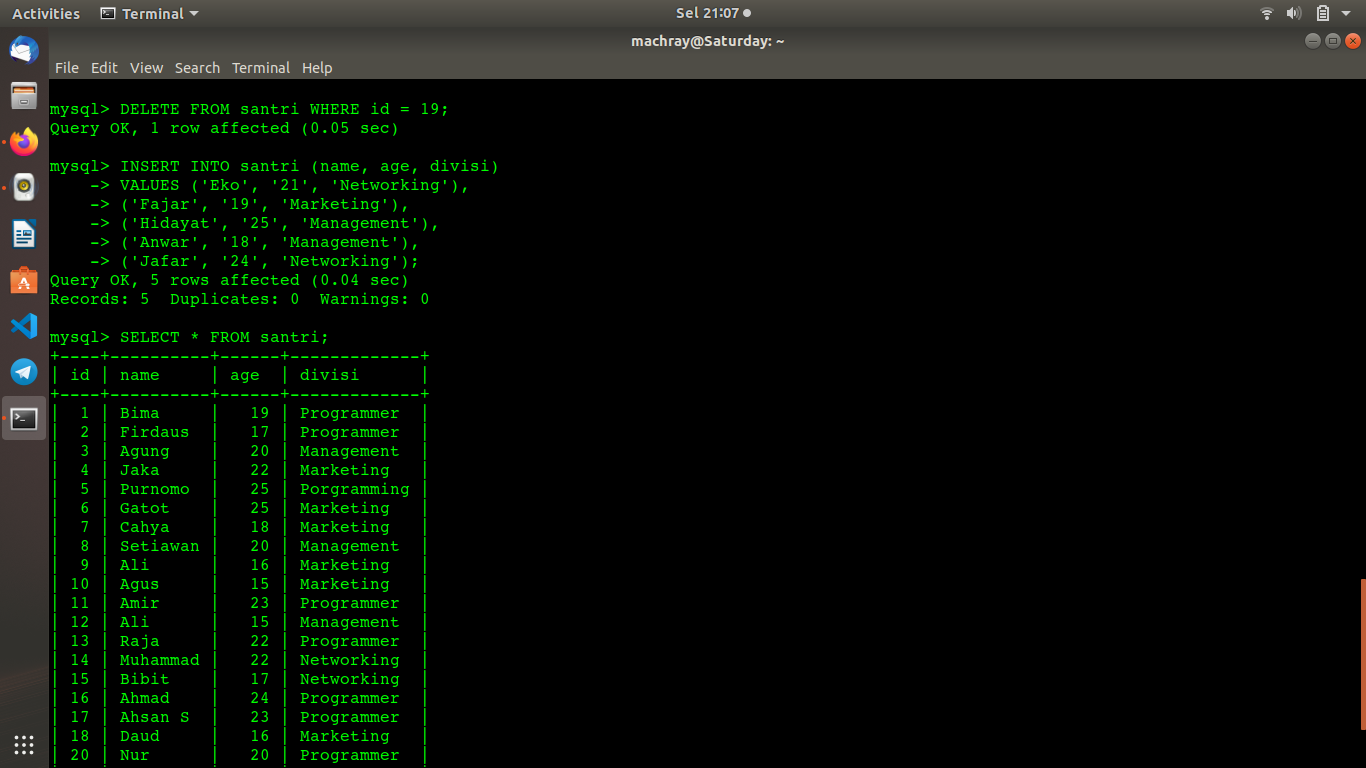 Activities Terminal Sel 21:07
machray@Saturday: ~
File Edit View Search Terminal Help
mysql> DELETE FROM santri WHERE id = 19;
Query OK, 1 row affected (0.05 sec)
mysql> INSERT INTO santri (name, age, divisi)
    -> VALUES ('Eko', '21', 'Networking'),
    -> ('Fajar', '19', 'Marketing'),
    -> ('Hidayat', '25', 'Management'),
    -> ('Anwar', '18', 'Management'),
    -> ('Jafar', '24', 'Networking');
Query OK, 5 rows affected (0.04 sec)
Records: 5  Duplicates: 0  Warnings: 0
mysql> SELECT * FROM santri;
+----+----------+------+-------------+
| id | name     | age  | divisi      |
+----+----------+------+-------------+
|  1 | Bima     |   19 | Programmer  |
|  2 | Firdaus  |   17 | Programmer  |
|  3 | Agung    |   20 | Management  |
|  4 | Jaka     |   22 | Marketing   |
|  5 | Purnomo  |   25 | Porgramming |
|  6 | Gatot    |   25 | Marketing   |
|  7 | Cahya    |   18 | Marketing   |
|  8 | Setiawan |   20 | Management  |
|  9 | Ali      |   16 | Marketing   |
| 10 | Agus     |   15 | Marketing   |
| 11 | Amir     |   23 | Programmer  |
| 12 | Ali      |   15 | Management  |
| 13 | Raja     |   22 | Programmer  |
| 14 | Muhammad |   22 | Networking  |
| 15 | Bibit    |   17 | Networking  |
| 16 | Ahmad    |   24 | Programmer  |
| 17 | Ahsan S  |   23 | Programmer  |
| 18 | Daud     |   16 | Marketing   |
| 20 | Nur      |   20 | Programmer  |